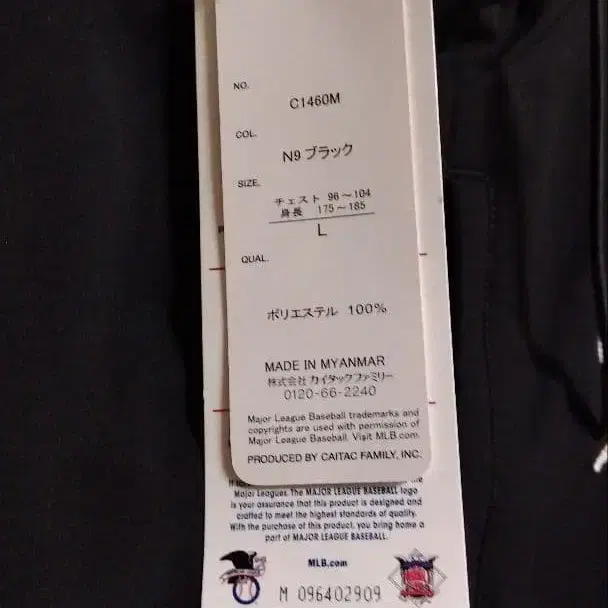 NO.
C1460M
COL.
N9 ブラック
SIZE.
チェスト 96～104
身長 175～185
L
QUAL.
ポリエステル 100%
MADE IN MYANMAR
株式会社 カイタックファミリー
0120-66-2240
Major League Baseball trademarks and
copyrights are used with permission of
Major League Baseball. Visit MLB.com.
PRODUCED BY CAITAC FAMILY, INC.
Major Leagues. The MAJOR LEAGUE BASEBALL logo
is your assurance that this product is designed and
crafted to meet the highest standards of quality.
With the purchase of this product, you bring home a
part of MAJOR LEAGUE BASEBALL.
MLB.com
M 096402909